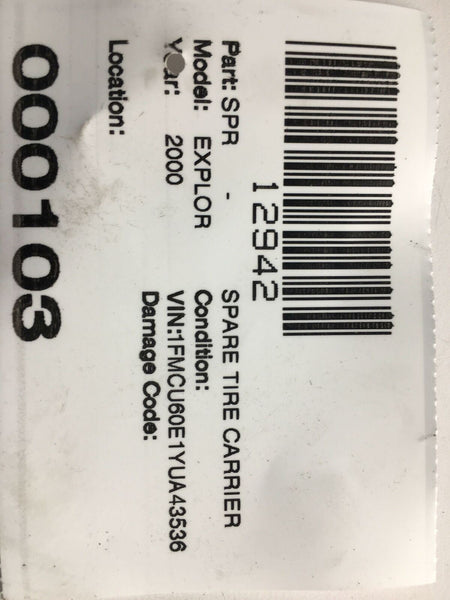 12942
Part: SPR - SPARE TIRE CARRIER
Model: EXPLOR Condition:
Year: 2000 VIN:1FMCU60E1YUA43536
Damage Code:
Location:
000103